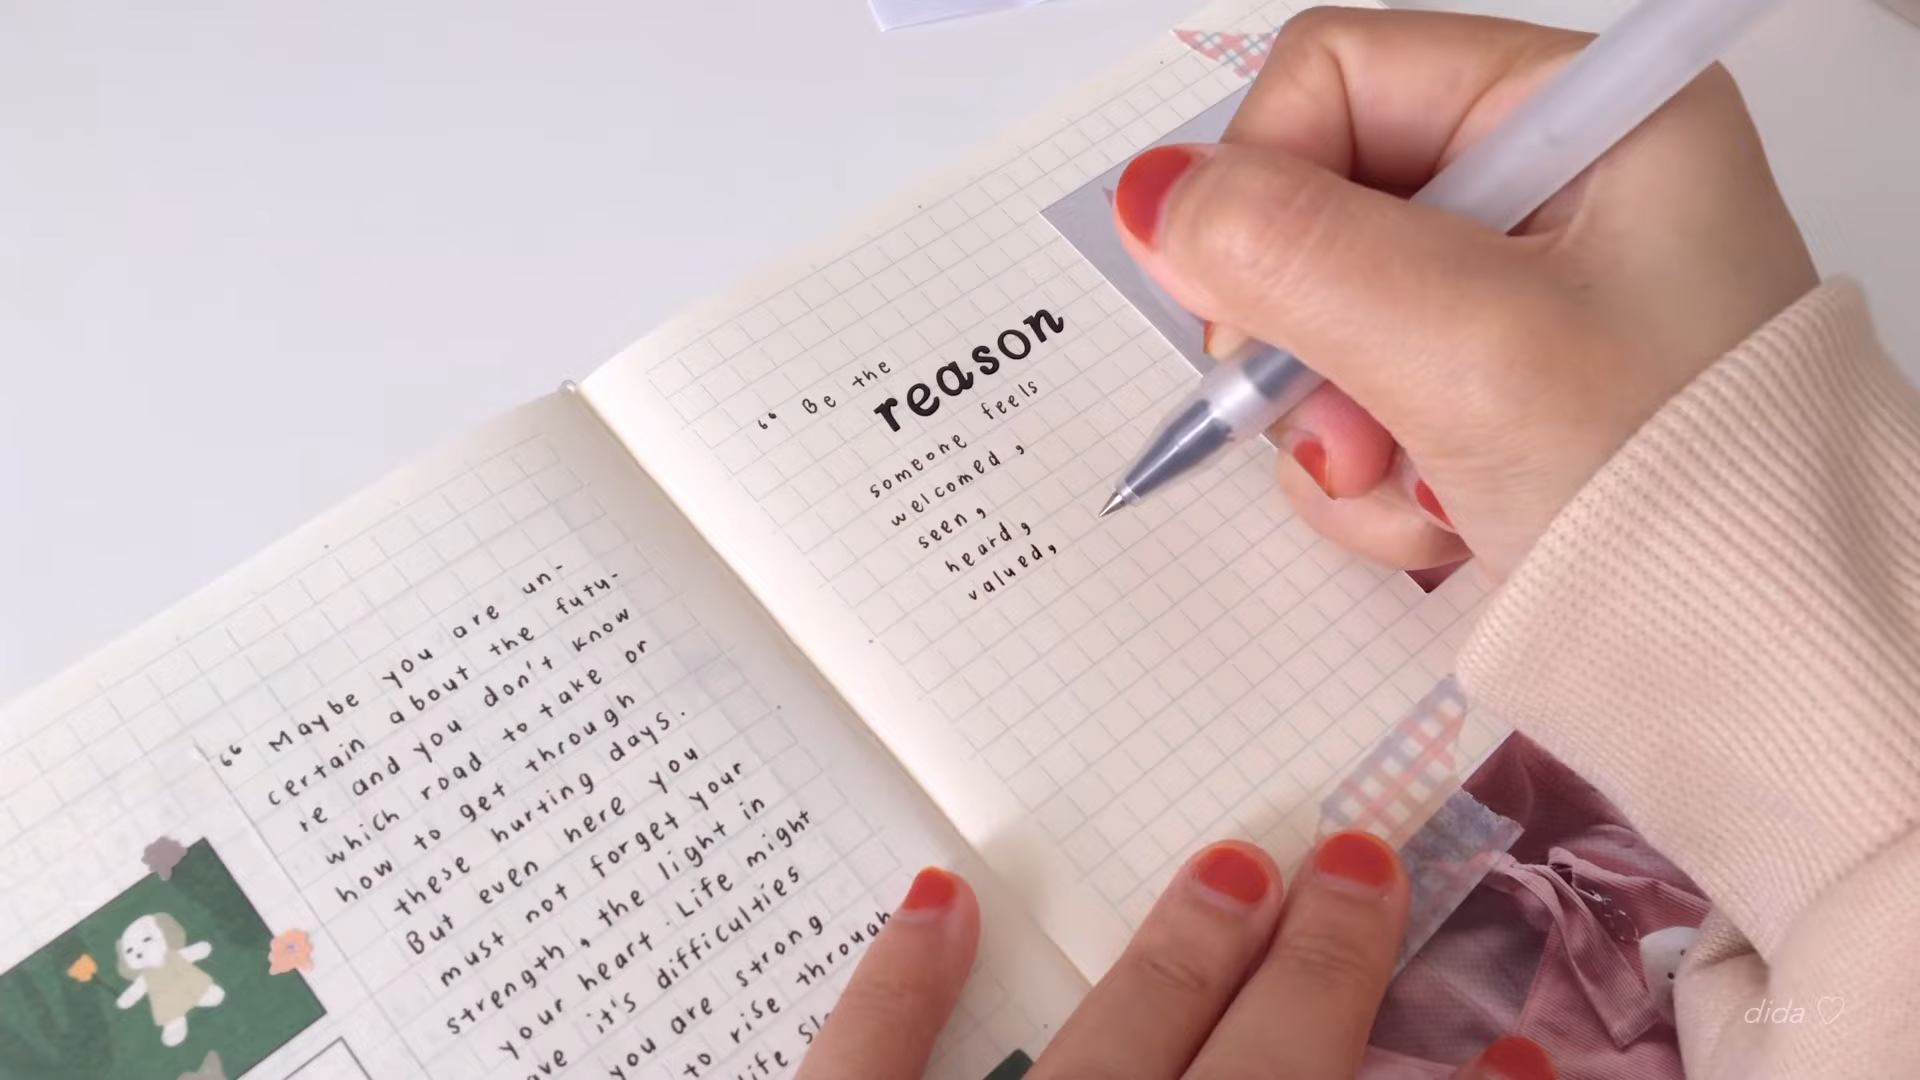 “ Maybe you are un-
certain about the futu-
re and you don't know
which road to take or
how to get through
these hurting days.
But even here you
must not forget your
strength, the light in
your heart. Life might
it's difficulties
you are strong
to rise through
life
“ Be the
reason
someone feels
welcomed,
seen,
heard,
valued,
dida ♡